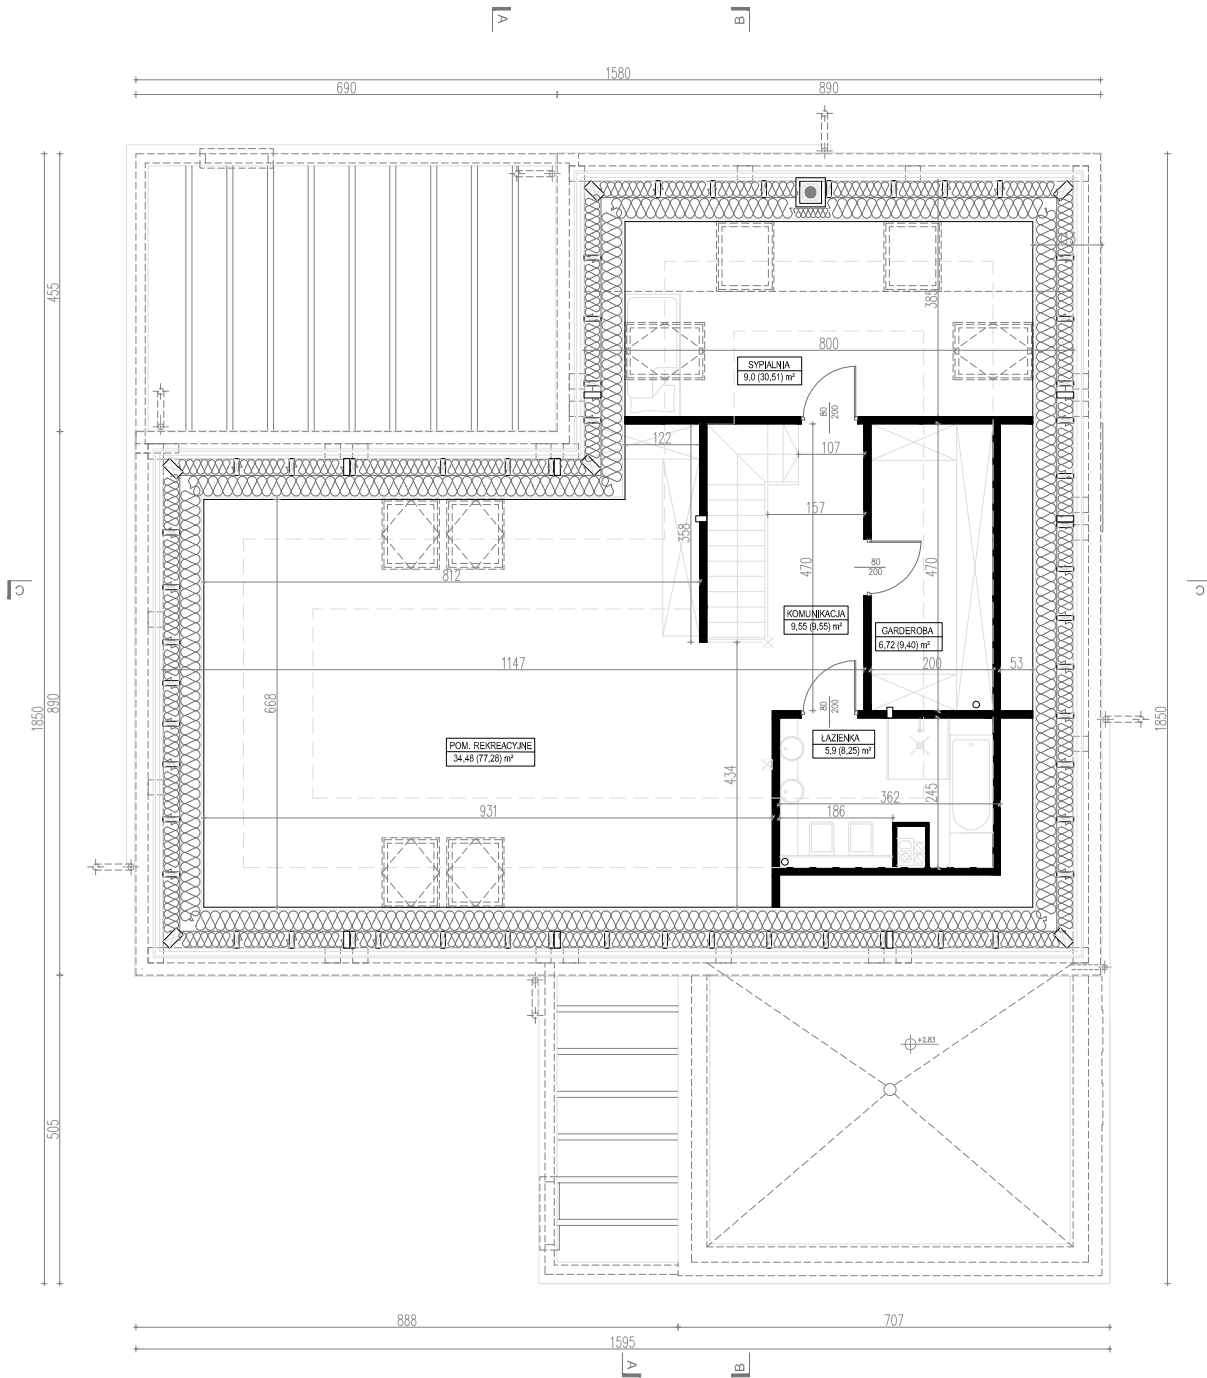 A
B
1580
690
890
455
385
800
SYPIALNIA
9,0 (30,51) m²
80
200
122
107
157
358
470
470
80
200
812
C
C
KOMUNIKACJA
9,55 (9,55) m²
GARDEROBA
6,72 (9,40) m²
1147
200
53
668
890
1850
1850
80
200
POM. REKREACYJNE
34,48 (77,28) m²
ŁAZIENKA
5,9 (8,25) m²
434
362
245
931
186
+2,83
505
888
707
1595
A
B